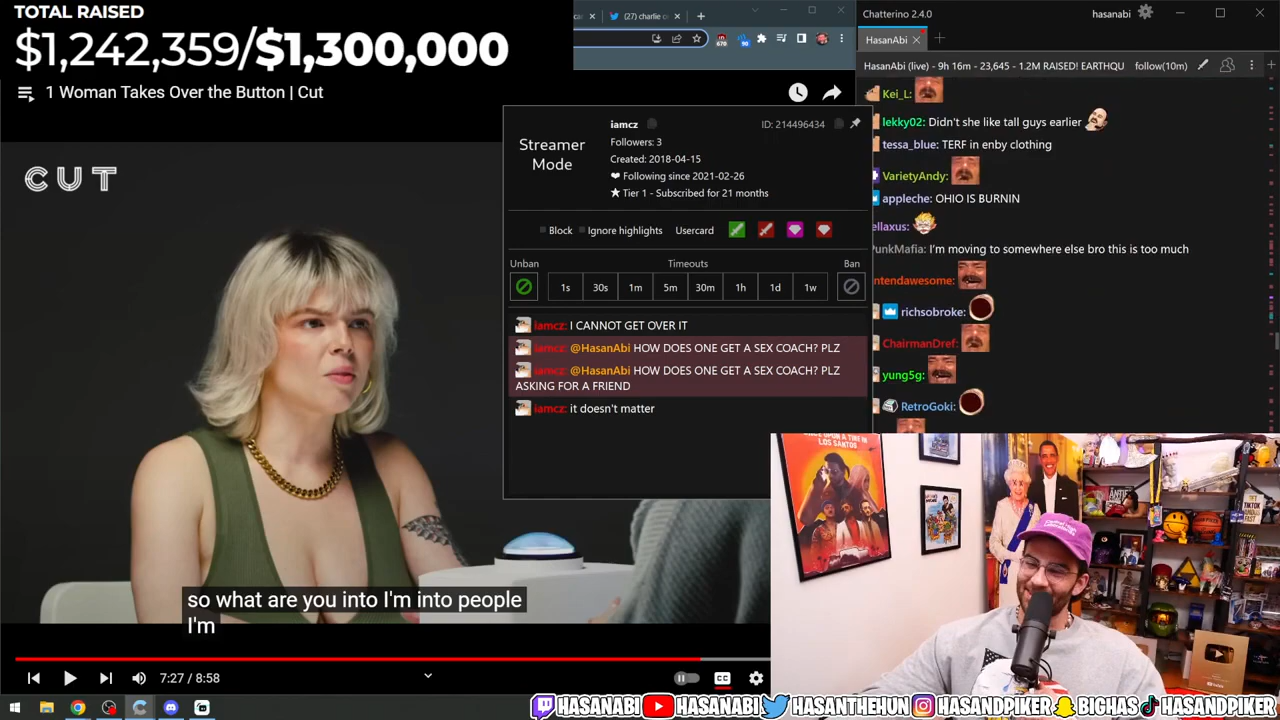 TOTAL RAISED
$1,242,359/$1,300,000
1 Woman Takes Over the Button | Cut
CUT
so what are you into I'm into people
I'm
7:27 / 8:58
CC
(27) charlie
Streamer
Mode
iamcz
ID: 214496434
Followers: 3
Created: 2018-04-15
❤ Following since 2021-02-26
★ Tier 1 - Subscribed for 21 months
Block
Ignore highlights
Usercard
Unban
Timeouts
Ban
1s
30s
1m
5m
30m
1h
1d
1w
iamcz: I CANNOT GET OVER IT
iamcz: @HasanAbi HOW DOES ONE GET A SEX COACH? PLZ
iamcz: @HasanAbi HOW DOES ONE GET A SEX COACH? PLZ
ASKING FOR A FRIEND
iamcz: it doesn't matter
Chatterino 2.4.0
hasanabi
HasanAbi
HasanAbi (live) - 9h 16m - 23,645 - 1.2M RAISED! EARTHQU
follow(10m)
Kei_L:
lekky02: Didn't she like tall guys earlier
tessa_blue: TERF in enby clothing
VarietyAndy:
appleche: OHIO IS BURNIN
ellaxus:
PunkMafia: I'm moving to somewhere else bro this is too much
ntendawesome:
richsobroke:
ChairmanDref:
yung5g:
RetroGoki:
LOS SANTOS
HASANABI
HASANABI
HASANTHEHUN
HASANDPIKER
BIGHAS
HASANDPIKER